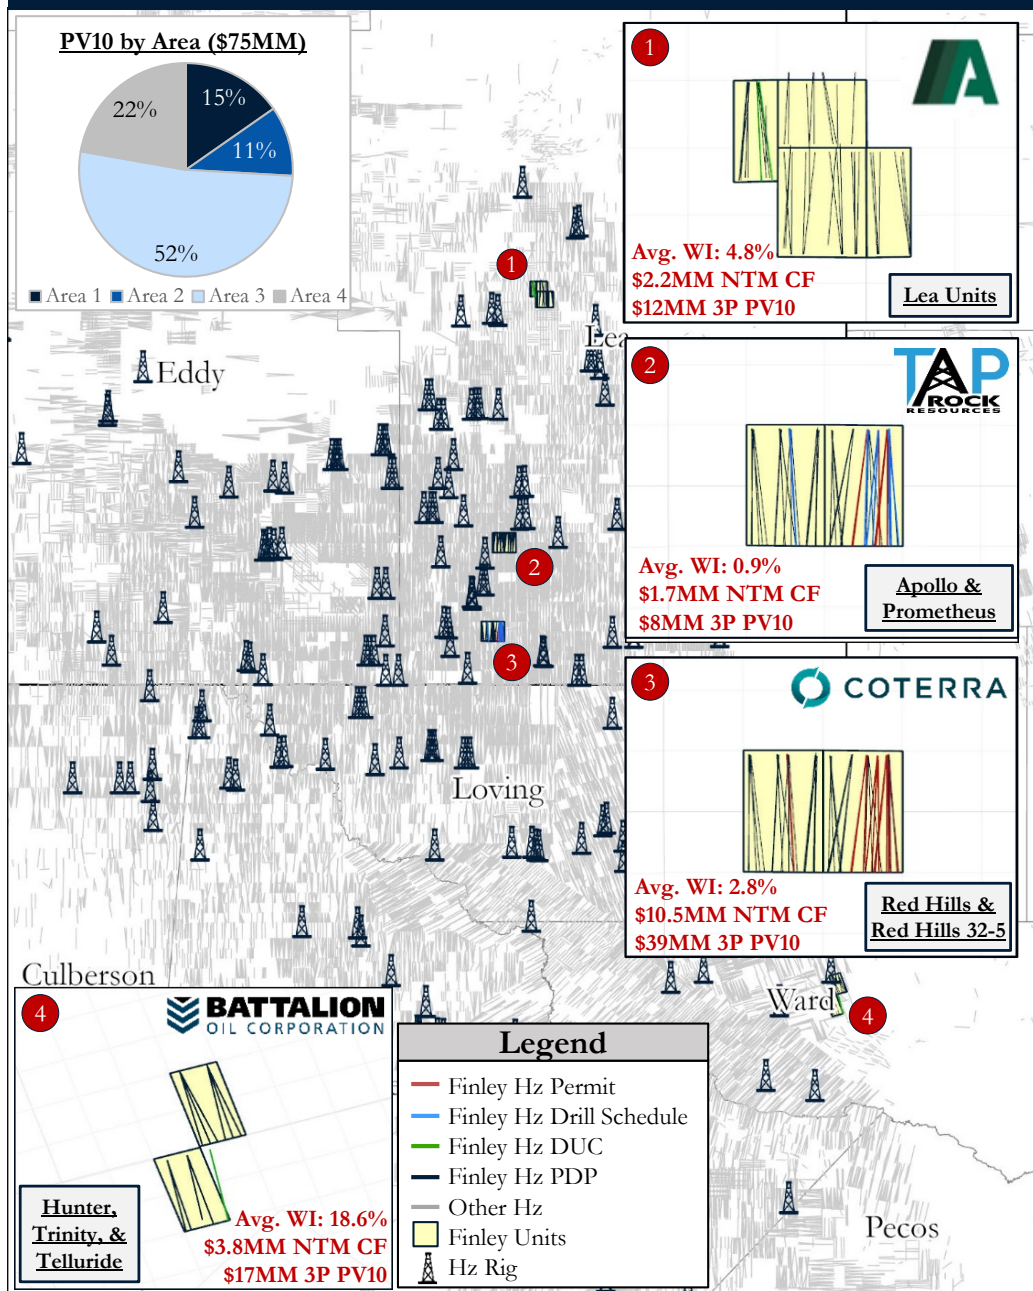 PV10 by Area ($75MM)
15%
11%
52%
22%
Area 1
Area 2
Area 3
Area 4
1
Avg. WI: 4.8%
$2.2MM NTM CF
$12MM 3P PV10
Lea Units
1
Lea
Eddy
2
TAP
ROCK
RESOURCES
Avg. WI: 0.9%
$1.7MM NTM CF
$8MM 3P PV10
Apollo &
Prometheus
2
3
3
COTERRA
Avg. WI: 2.8%
$10.5MM NTM CF
$39MM 3P PV10
Red Hills &
Red Hills 32-5
Loving
Culberson
Ward
4
4
BATTALION
OIL CORPORATION
Hunter,
Trinity, &
Telluride
Avg. WI: 18.6%
$3.8MM NTM CF
$17MM 3P PV10
Legend
Finley Hz Permit
Finley Hz Drill Schedule
Finley Hz DUC
Finley Hz PDP
Other Hz
Finley Units
Hz Rig
Pecos